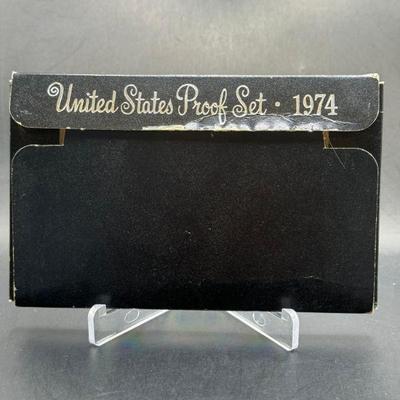 United States Proof Set · 1974